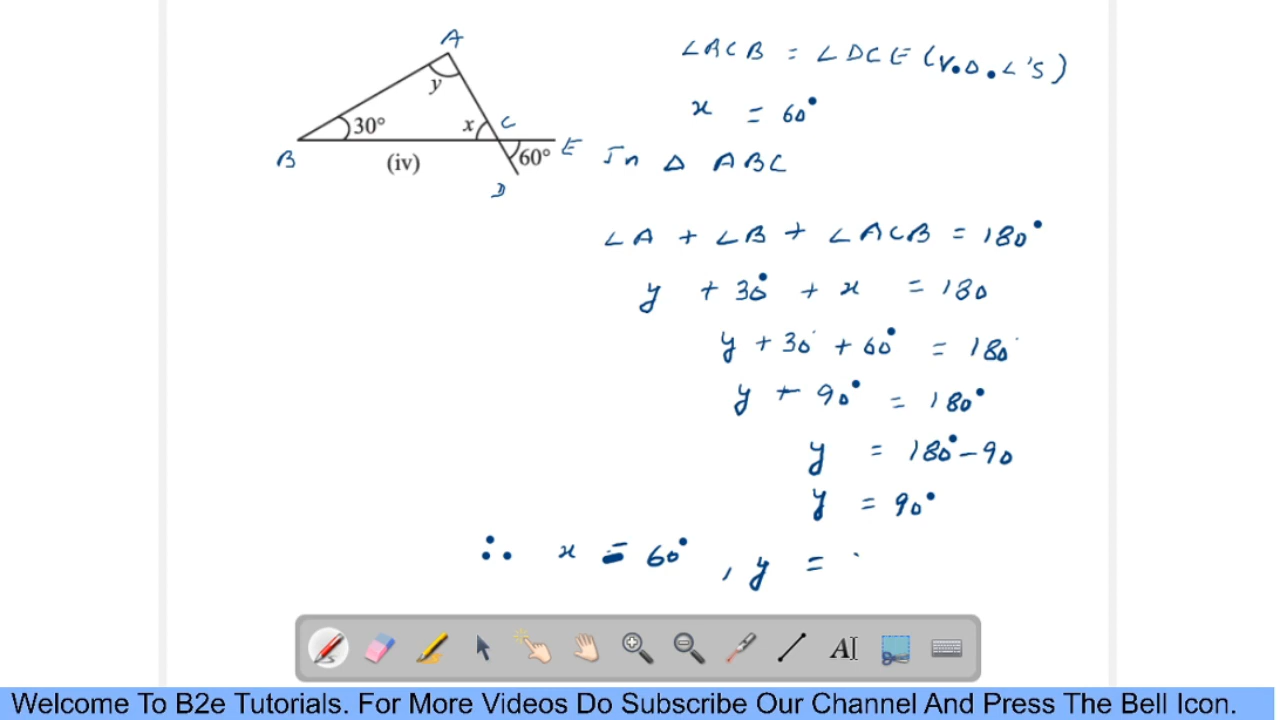 A
y
30°
x
C
B
(iv)
60°
E
D
∠ACB = ∠DCE (V.O.∠'S)
x = 60°
In △ ABC
∠A + ∠B + ∠ACB = 180°
y + 30° + x = 180
y + 30° + 60° = 180°
y + 90° = 180°
y = 180° - 90
y = 90°
∴ x = 60° , y =
AI
Welcome To B2e Tutorials. For More Videos Do Subscribe Our Channel And Press The Bell Icon.